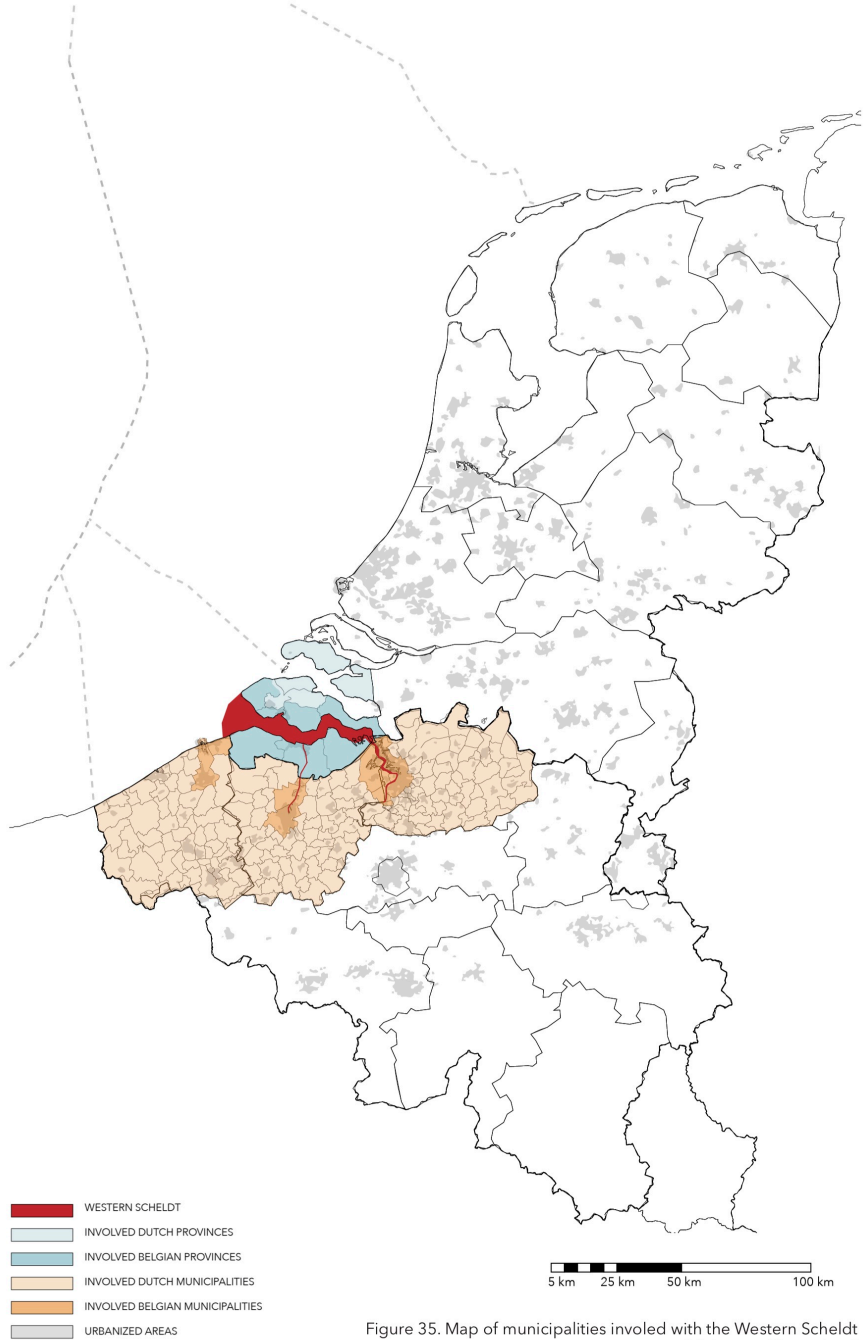 WESTERN SCHELDT
INVOLVED DUTCH PROVINCES
INVOLVED BELGIAN PROVINCES
INVOLVED DUTCH MUNICIPALITIES
INVOLVED BELGIAN MUNICIPALITIES
URBANIZED AREAS
5 km 25 km 50 km 100 km
Figure 35. Map of municipalities involed with the Western Scheldt